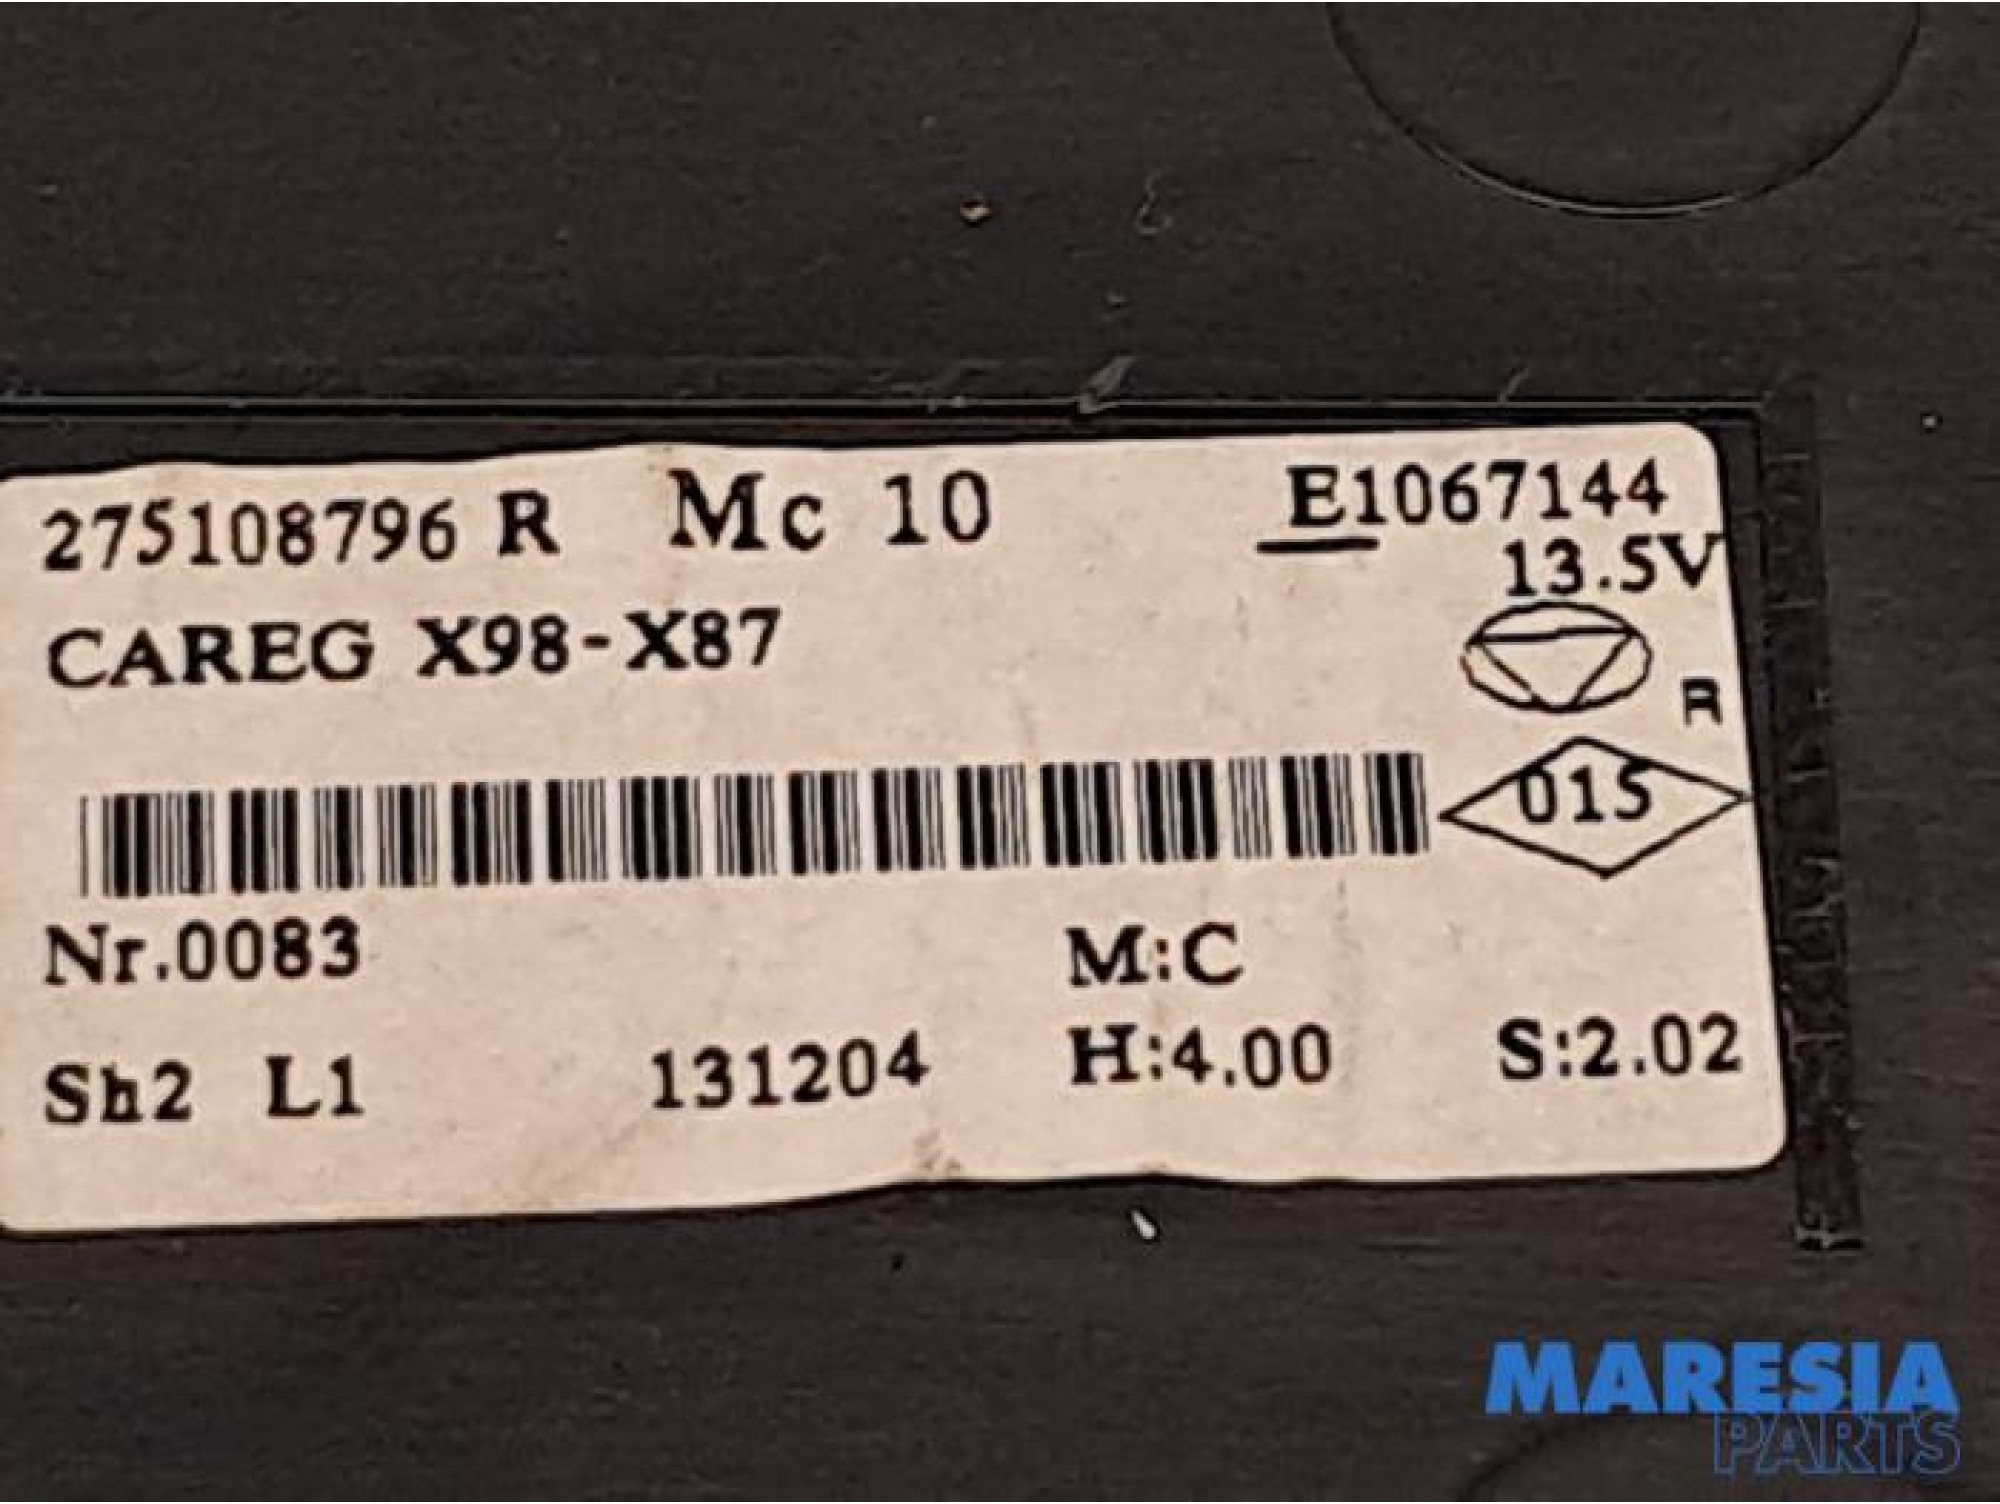 275108796 R Mc 10 E1067144
13.5V
CAREG X98-X87
R
015
Nr.0083 M:C
Sh2 L1 131204 H:4.00 S:2.02
MARESIA
PARTS